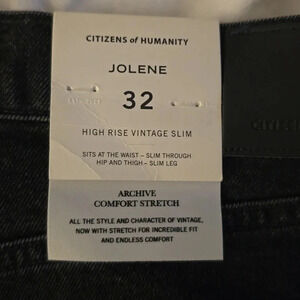 CITIZENS of HUMANITY
JOLENE
32
HIGH RISE VINTAGE SLIM
SITS AT THE WAIST – SLIM THROUGH
HIP AND THIGH – SLIM LEG
ARCHIVE
COMFORT STRETCH
ALL THE STYLE AND CHARACTER OF VINTAGE,
NOW WITH STRETCH FOR INCREDIBLE FIT
AND ENDLESS COMFORT